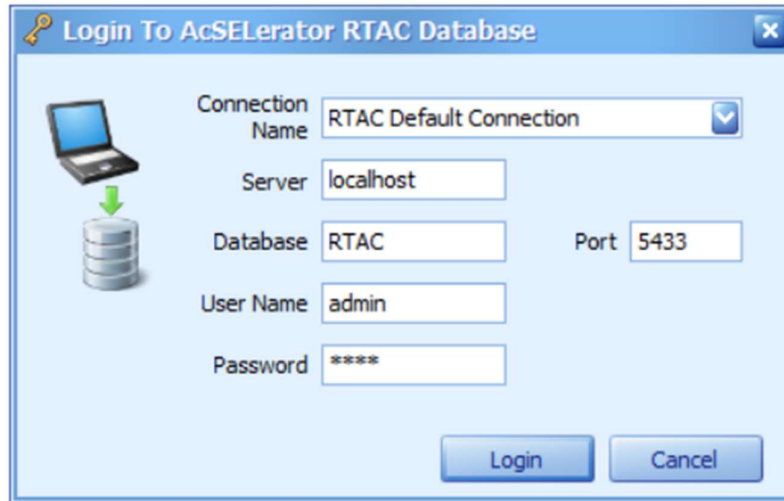 Login To AcSELerator RTAC Database
Connection Name RTAC Default Connection
Server localhost
Database RTAC Port 5433
User Name admin
Password ****
Login Cancel